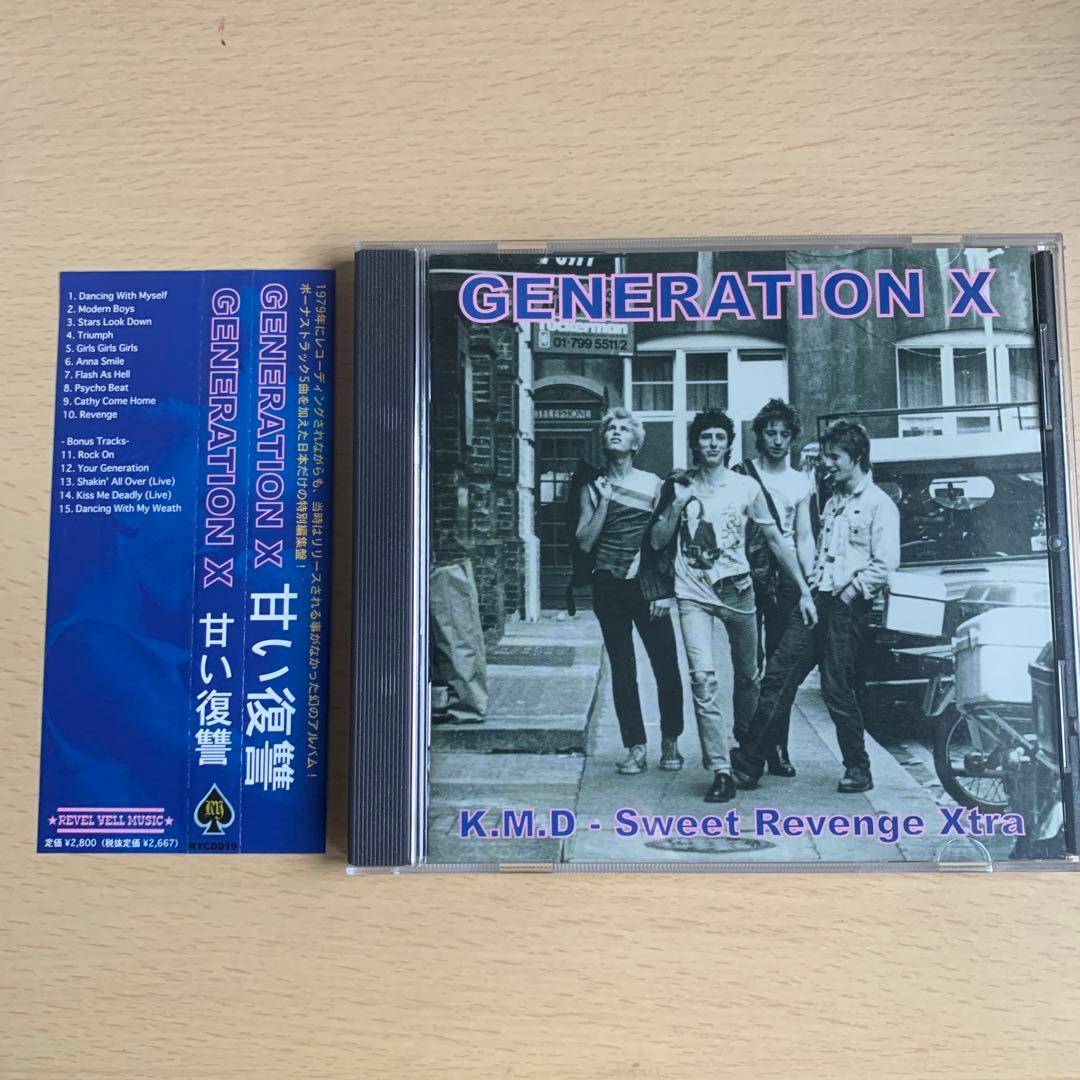 1. Dancing With Myself
2. Modern Boys
3. Stars Look Down
4. Triumph
5. Girls Girls Girls
6. Anna Smile
7. Flash As Hell
8. Psycho Beat
9. Cathy Come Home
10. Revenge
- Bonus Tracks-
11. Rock On
12. Your Generation
13. Shakin' All Over (Live)
14. Kiss Me Deadly (Live)
15. Dancing With My Weath
★REVEL YELL MUSIC★
定価 ¥2,800（税抜定価 ¥2,667）
GENERATION X 甘い復讐
RY
RYCD019
GENERATION X 甘い復讐
1979年にレコーディングされながらも、当時はリリースされる事がなかった幻のアルバム！
ボーナストラック5曲を加えた日本だけの特別編集盤！
GENERATION X
01-799 5511/2
TELEPHONE
K.M.D - Sweet Revenge Xtra